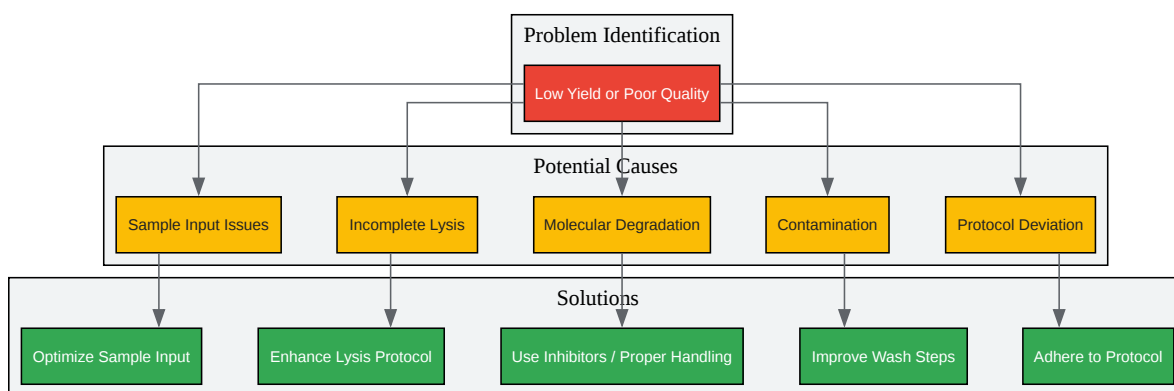 Problem Identification
Low Yield or Poor Quality
Potential Causes
Sample Input Issues
Incomplete Lysis
Molecular Degradation
Contamination
Protocol Deviation
Solutions
Optimize Sample Input
Enhance Lysis Protocol
Use Inhibitors / Proper Handling
Improve Wash Steps
Adhere to Protocol